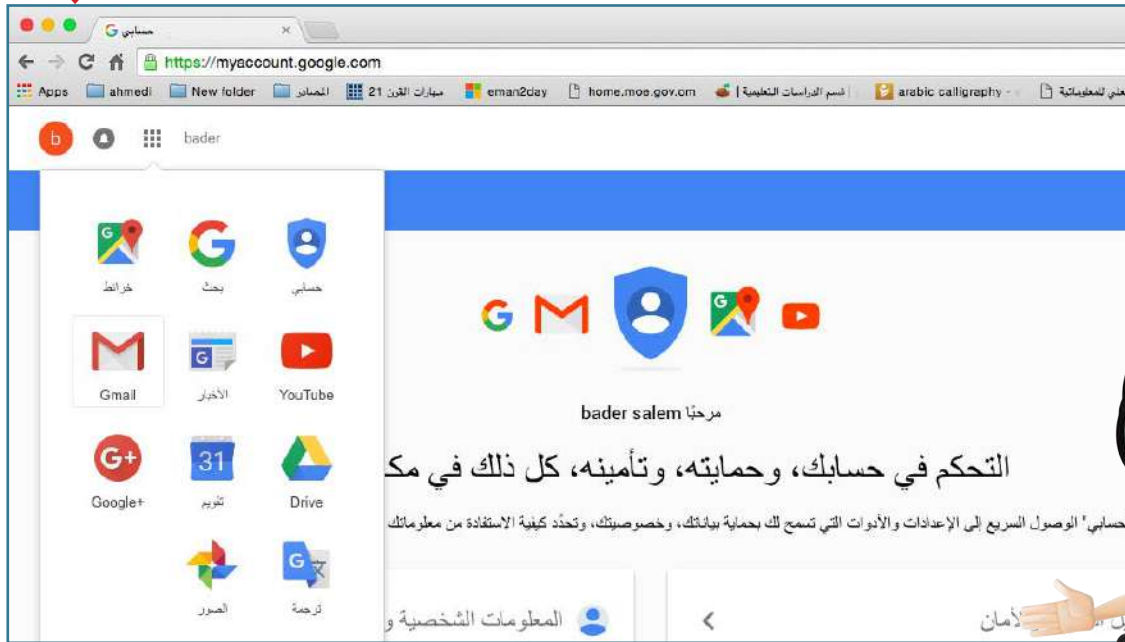 حسابي
https://myaccount.google.com
Apps ahmedi New folder المصادر مهارات القرن 21 eman2day home.moe.gov.om قسم الدراسات التعليمية | arabic calligraphy -
b bader
خرائط بحث حسابي
Gmail الأخبار YouTube
Google+ تقويم Drive
الصور ترجمة
مرحبًا bader salem
التحكم في حسابك، وحمايته، وتأمينه، كل ذلك في
حسابي" الوصول السريع إلى الإعدادات والأدوات التي تسمح لك بحماية بياناتك، وخصوصيتك، وتحدّد كيفية الاستفادة من معلوماتك
الأمان
المعلومات الشخصية و